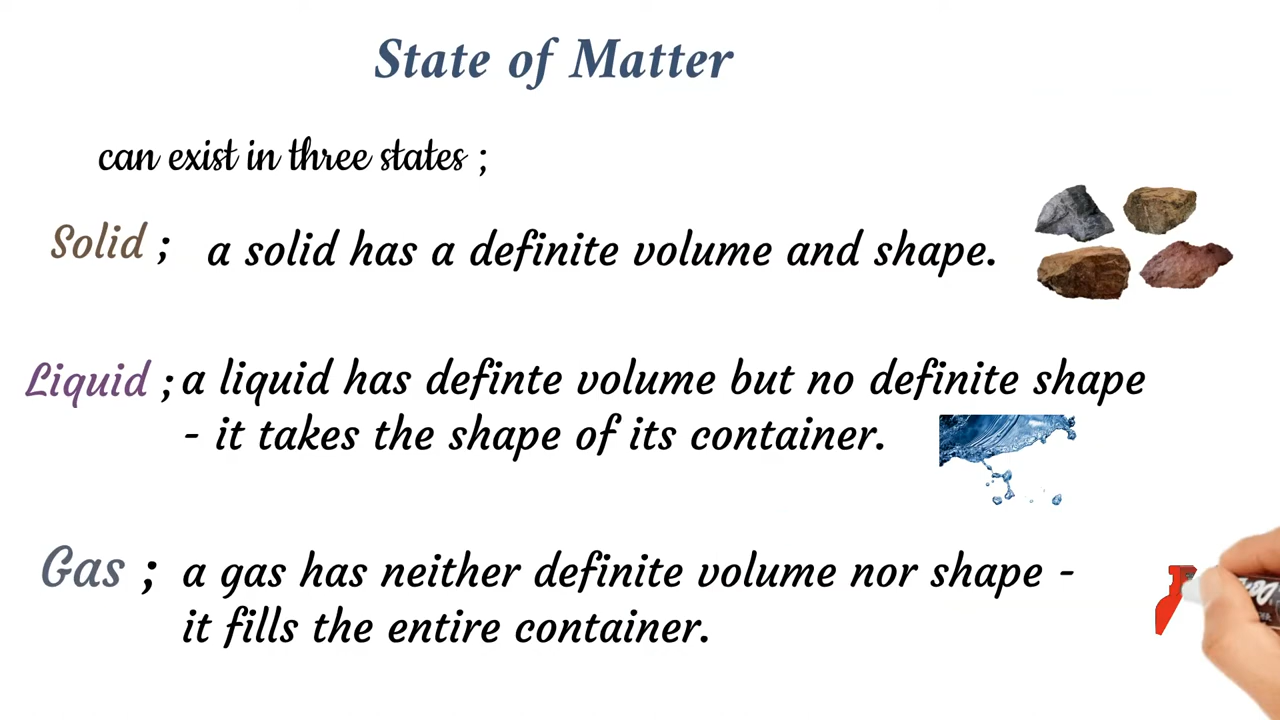 State of Matter
can exist in three states ;
Solid ; a solid has a definite volume and shape.
Liquid ; a liquid has definte volume but no definite shape
- it takes the shape of its container.
Gas ; a gas has neither definite volume nor shape -
it fills the entire container.